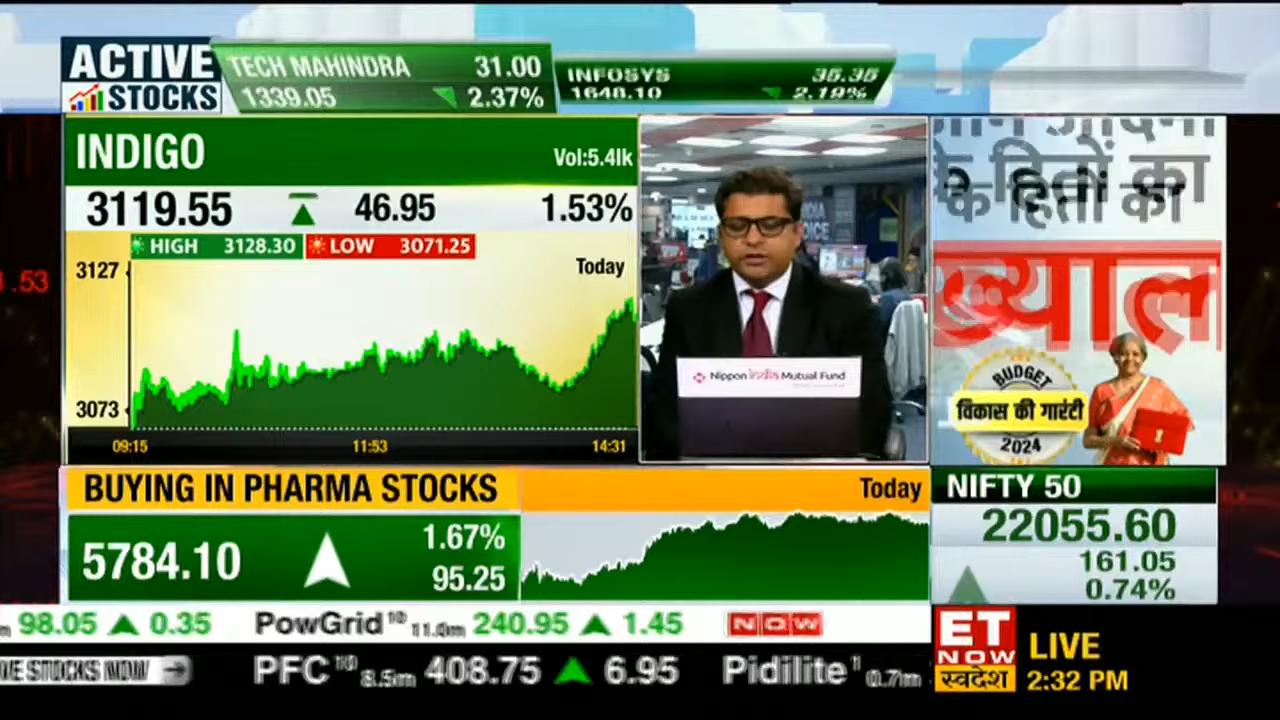 ACTIVE
STOCKS
TECH MAHINDRA 31.00
1339.05 2.37%
INFOSYS 35.35
1648.10 2.19%
INDIGO Vol:5.4lk
3119.55 46.95 1.53%
HIGH 3128.30 LOW 3071.25
Today
3127
3073
09:15 11:53 14:31
.53
Nippon india Mutual Fund
के हितों का
के हितों का
ख्याल
BUDGET
विकास की गारंटी
2024
BUYING IN PHARMA STOCKS Today
5784.10 1.67%
95.25
NIFTY 50
22055.60
161.05
0.74%
98.05 0.35 PowGrid 10 11.0m 240.95 1.45 NOW
STOCKS NOW PFC 10 8.5m 408.75 6.95 Pidilite 1 0.7m
ET
NOW
स्वदेश
LIVE
2:32 PM